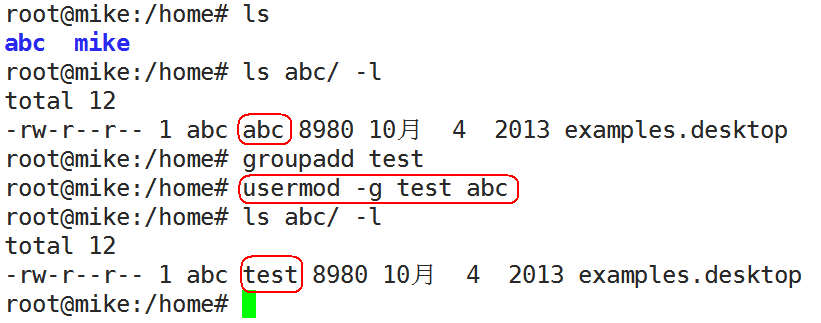 root@mike:/home# ls
abc  mike
root@mike:/home# ls abc/ -l
total 12
-rw-r--r-- 1 abc abc 8980 10月  4  2013 examples.desktop
root@mike:/home# groupadd test
root@mike:/home# usermod -g test abc
root@mike:/home# ls abc/ -l
total 12
-rw-r--r-- 1 abc test 8980 10月  4  2013 examples.desktop
root@mike:/home#